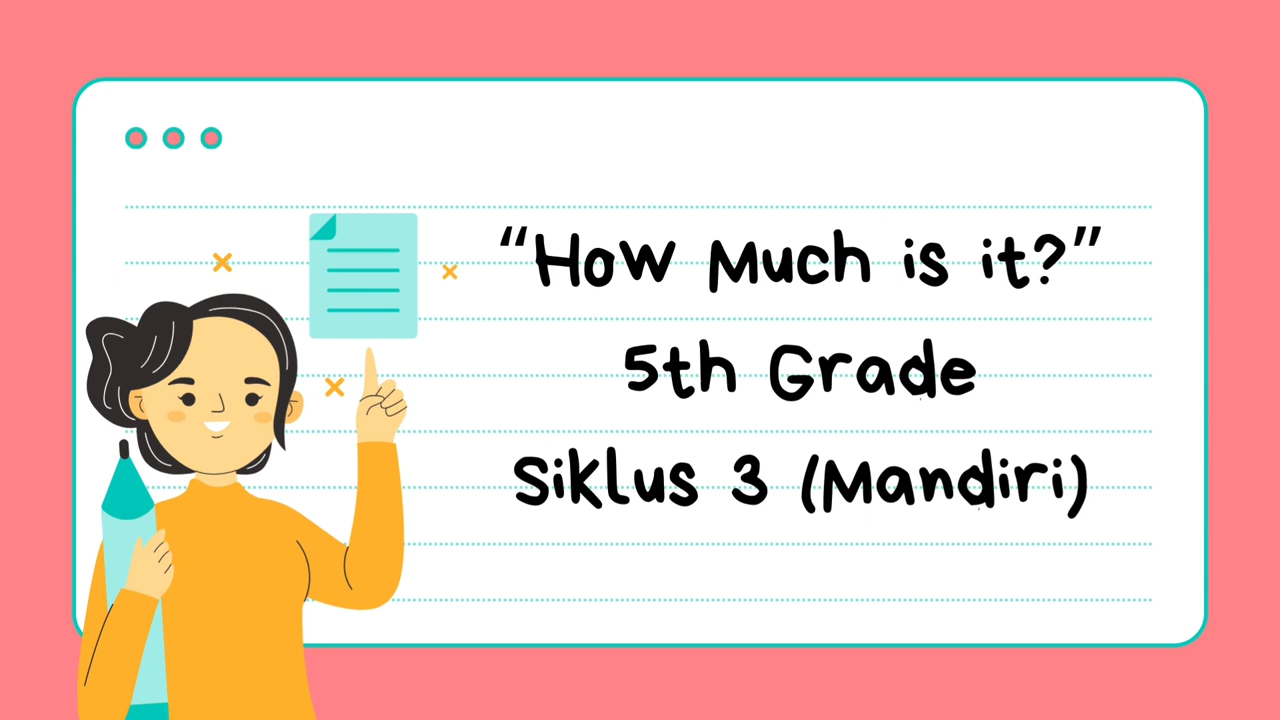 “How Much is it?”
5th Grade
Siklus 3 (Mandiri)